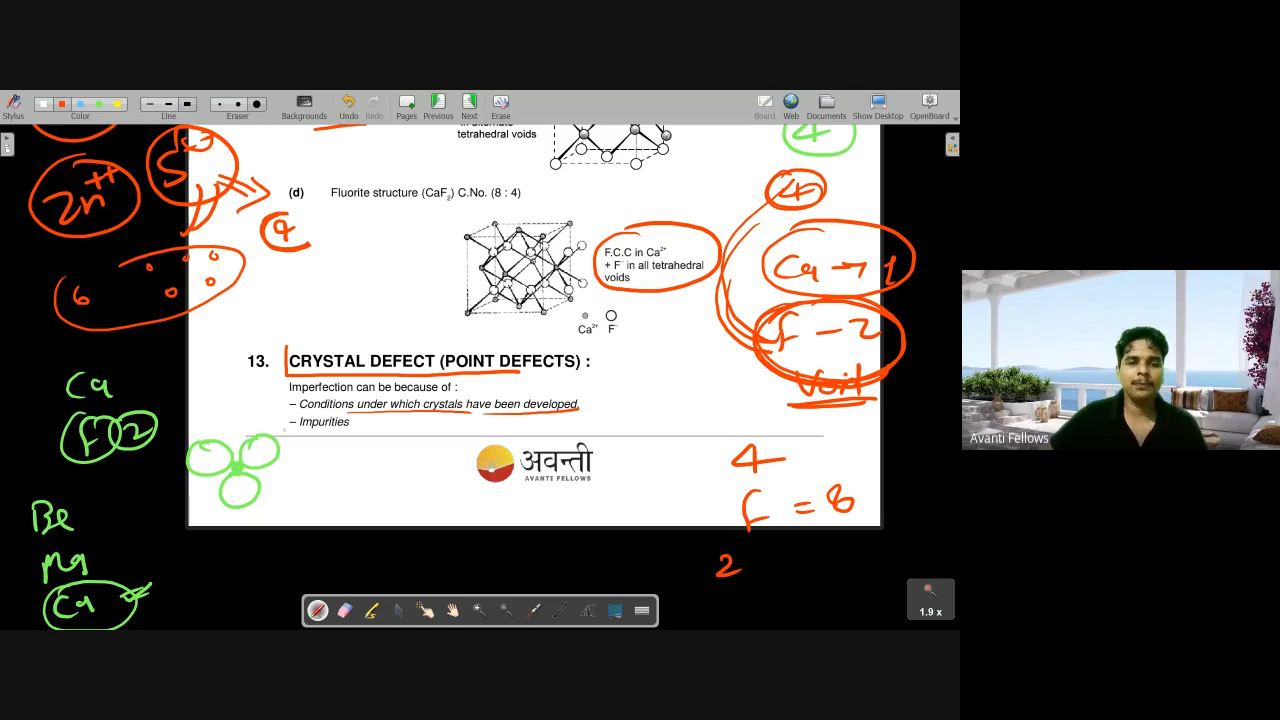 Stylus
Color
Line
Eraser
Backgrounds
Undo
Redo
Pages
Previous
Next
Erase
Board
Web
Documents
Show Desktop
OpenBoard
tetrahedral voids
4
Zn++
S
4
6
(d) Fluorite structure (CaF2) C.No. (8 : 4)
F.C.C in Ca2+
+ F− in all tetrahedral
voids
Ca2+ F−
Ca → 1
F − 2
Void
13. CRYSTAL DEFECT (POINT DEFECTS) :
Imperfection can be because of :
– Conditions under which crystals have been developed
– Impurities
अवन्ती
AVANTI FELLOWS
Ca
F 2
Be
Mg
Ca
4
F = 8
2
1.9 x
Avanti Fellows